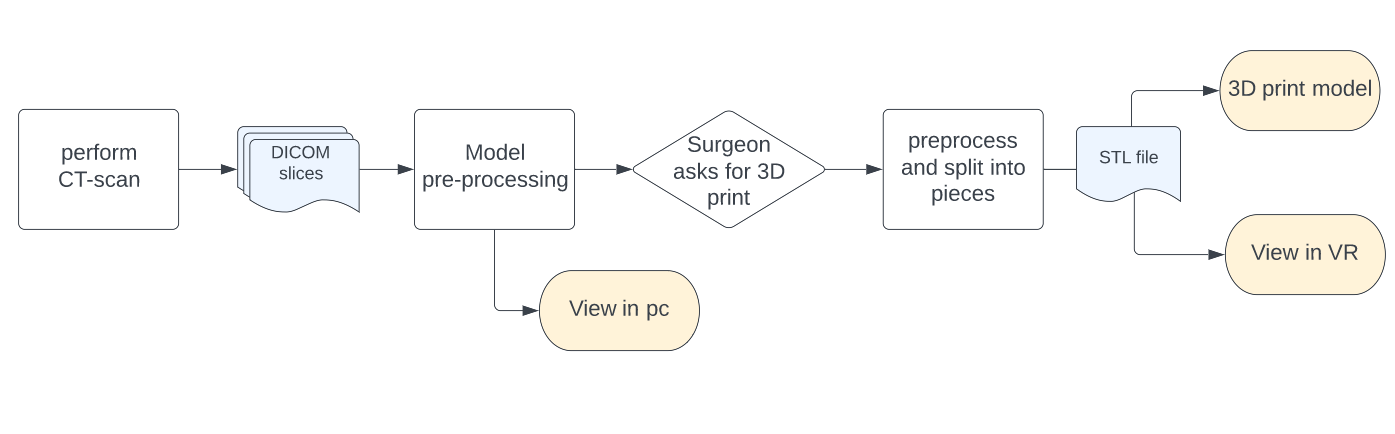 perform
CT-scan
DICOM
slices
Model
pre-processing
Surgeon
asks for 3D
print
preprocess
and split into
pieces
STL file
3D print model
View in VR
View in pc